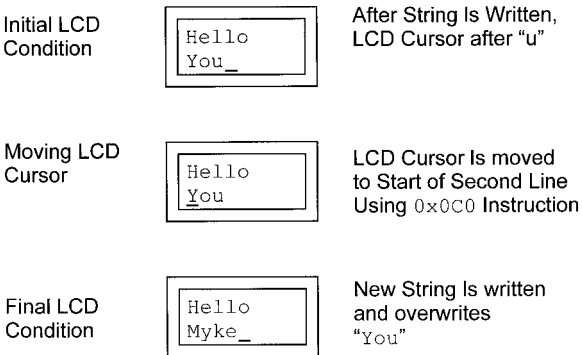 Initial LCD
Condition
Hello
You_
After String Is Written,
LCD Cursor after “u”
Moving LCD
Cursor
Hello
You
LCD Cursor Is moved
to Start of Second Line
Using 0x0C0 Instruction
Final LCD
Condition
Hello
Myke_
New String Is written
and overwrites
“You”